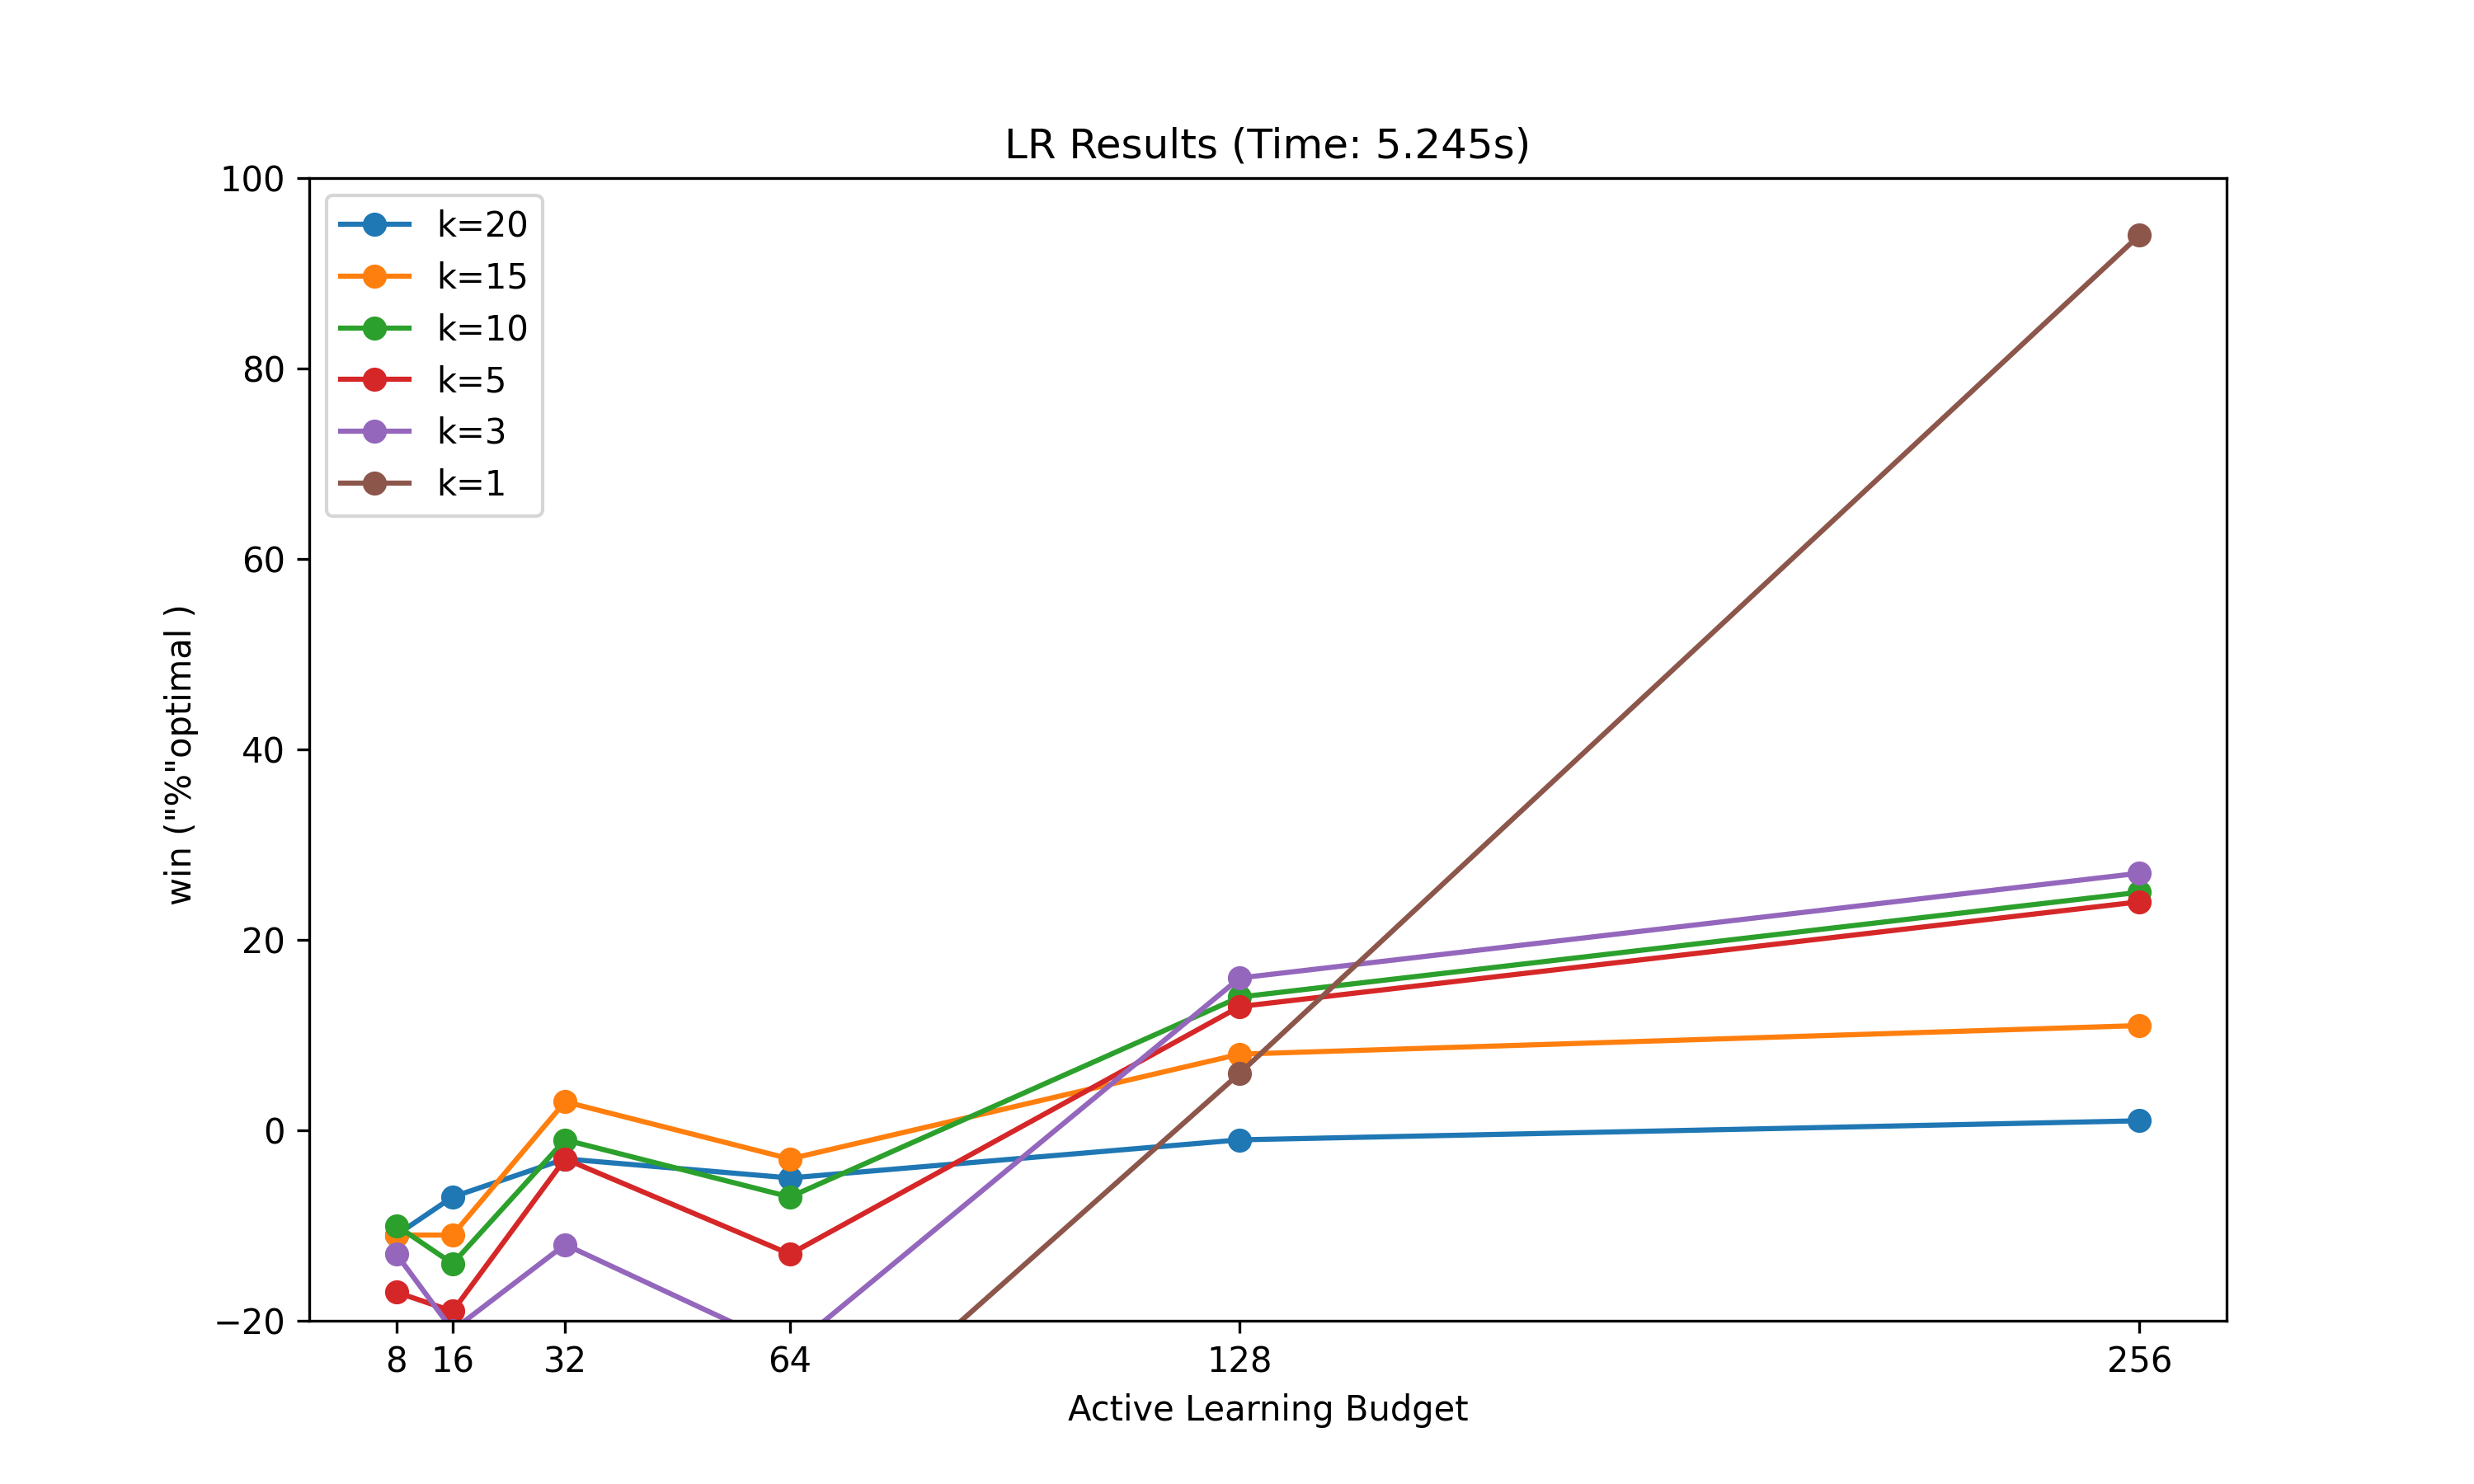 LR Results (Time: 5.245s)
100
80
60
40
20
0
−20
win ("%"optimal )
k=20
k=15
k=10
k=5
k=3
k=1
8 16 32 64 128 256
Active Learning Budget